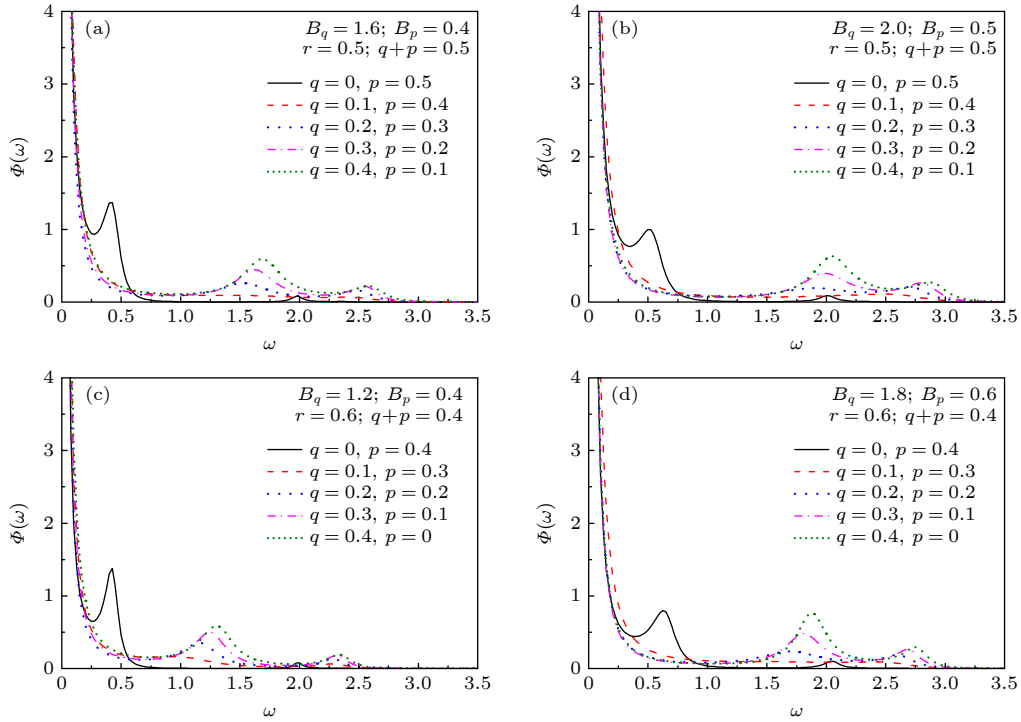 (a)
B_q = 1.6; B_p = 0.4
r = 0.5; q+p = 0.5
q = 0, p = 0.5
q = 0.1, p = 0.4
q = 0.2, p = 0.3
q = 0.3, p = 0.2
q = 0.4, p = 0.1
4
3
2
1
0
Φ(ω)
0 0.5 1.0 1.5 2.0 2.5 3.0 3.5
ω
(b)
B_q = 2.0; B_p = 0.5
r = 0.5; q+p = 0.5
q = 0, p = 0.5
q = 0.1, p = 0.4
q = 0.2, p = 0.3
q = 0.3, p = 0.2
q = 0.4, p = 0.1
4
3
2
1
0
Φ(ω)
0 0.5 1.0 1.5 2.0 2.5 3.0 3.5
ω
(c)
B_q = 1.2; B_p = 0.4
r = 0.6; q+p = 0.4
q = 0, p = 0.4
q = 0.1, p = 0.3
q = 0.2, p = 0.2
q = 0.3, p = 0.1
q = 0.4, p = 0
4
3
2
1
0
Φ(ω)
0 0.5 1.0 1.5 2.0 2.5 3.0 3.5
ω
(d)
B_q = 1.8; B_p = 0.6
r = 0.6; q+p = 0.4
q = 0, p = 0.4
q = 0.1, p = 0.3
q = 0.2, p = 0.2
q = 0.3, p = 0.1
q = 0.4, p = 0
4
3
2
1
0
Φ(ω)
0 0.5 1.0 1.5 2.0 2.5 3.0 3.5
ω